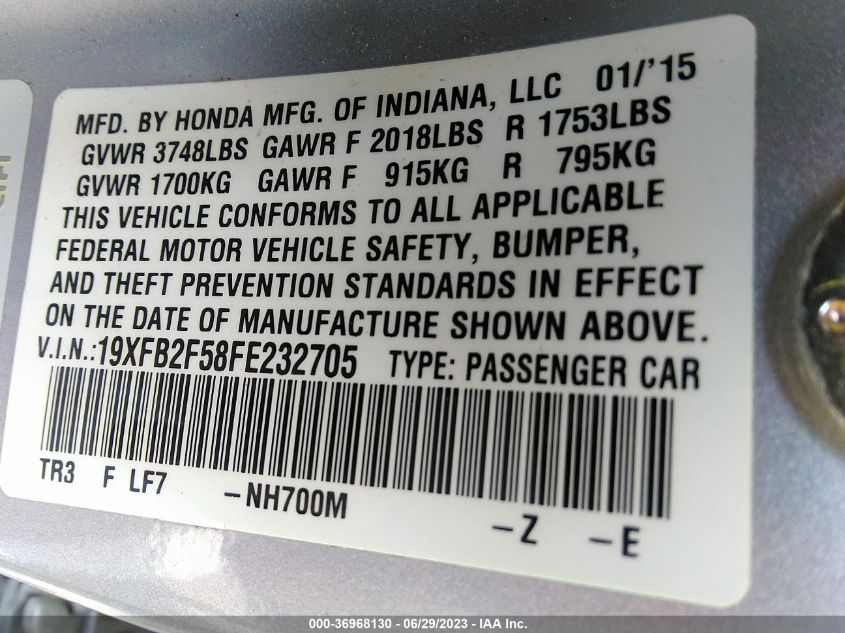 MFD. BY HONDA MFG. OF INDIANA, LLC 01/'15
GVWR 3748LBS GAWR F 2018LBS R 1753LBS
GVWR 1700KG GAWR F 915KG R 795KG
THIS VEHICLE CONFORMS TO ALL APPLICABLE
FEDERAL MOTOR VEHICLE SAFETY, BUMPER,
AND THEFT PREVENTION STANDARDS IN EFFECT
ON THE DATE OF MANUFACTURE SHOWN ABOVE.
V.I.N.:19XFB2F58FE232705 TYPE: PASSENGER CAR
TR3 F LF7 -NH700M -Z -E
000-36968130 - 06/29/2023 - IAA Inc.